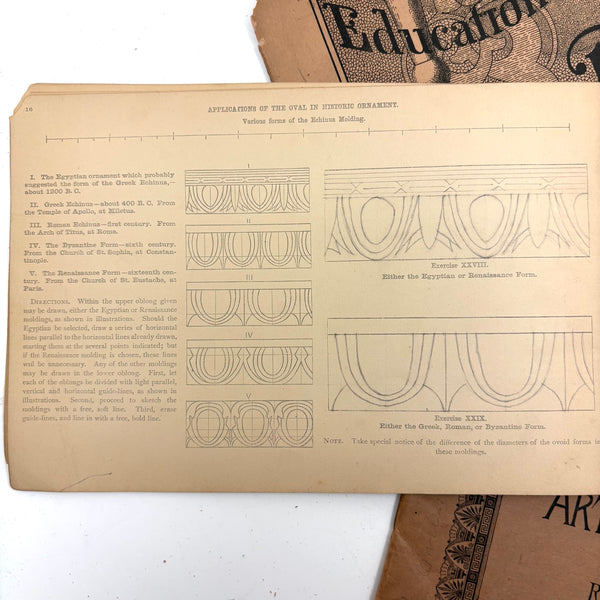 Education
16
APPLICATIONS OF THE OVAL IN HISTORIC ORNAMENT.
Various forms of the Echinus Molding.
I. The Egyptian ornament which probably
suggested the form of the Greek Echinus,—
about 1200 B. C.
II. Greek Echinus—about 400 B. C. From
the Temple of Apollo, at Miletus.
III. Roman Echinus—first century. From
the Arch of Titus, at Rome.
IV. The Byzantine Form—sixth century.
From the Church of St. Sophia, at Constan-
tinople.
V. The Renaissance Form—sixteenth cen-
tury. From the Church of St. Eustache, at
Paris.
DIRECTIONS. Within the upper oblong given
may be drawn, either the Egyptian or Renaissance
moldings, as shown in illustrations. Should the
Egyptian be selected, draw a series of horizontal
lines parallel to the horizontal lines already drawn,
starting them at the several points indicated; but
if the Renaissance molding is chosen, these lines
will be unnecessary. Any of the other moldings
may be drawn in the lower oblong. First, let
each of the oblongs be divided with light parallel,
vertical and horizontal guide-lines, as shown in
illustrations. Second, proceed to sketch the
moldings with a free, soft line. Third, erase
guide-lines, and line in with a free, bold line.
I
II
III
IV
V
Exercise XXVIII.
Either the Egyptian or Renaissance Form.
Exercise XXIX.
Either the Greek, Roman, or Byzantine Form.
NOTE. Take special notice of the difference of the diameters of the ovoid forms in
these moldings.
ART
R